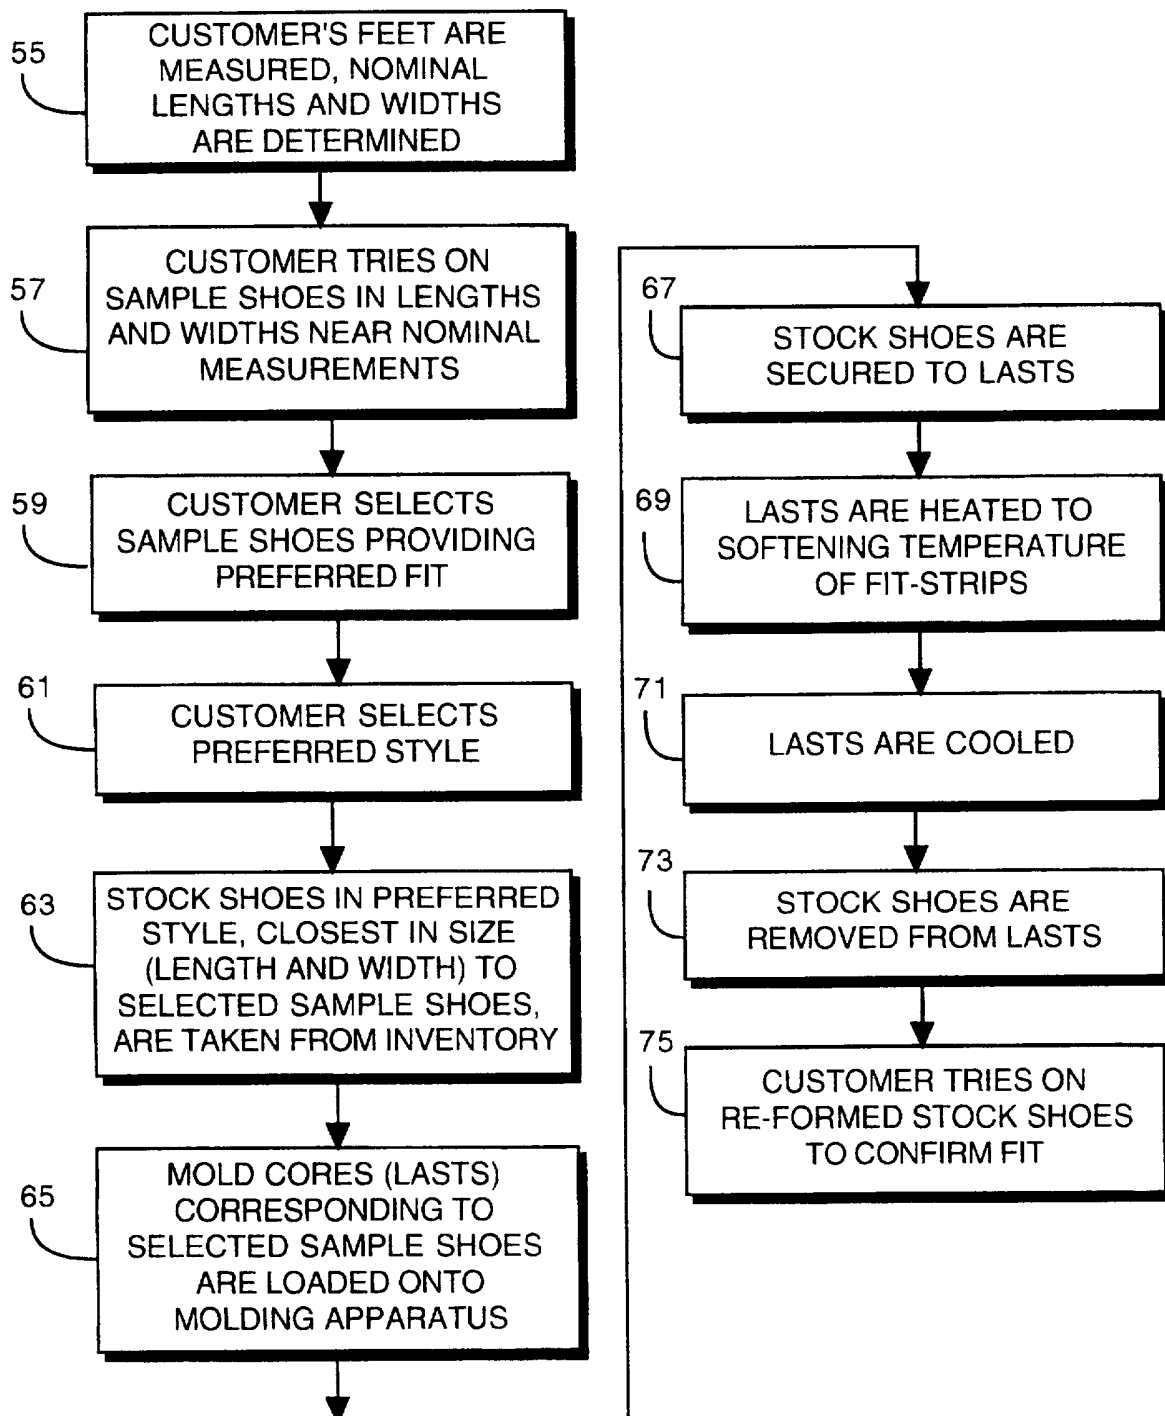 55
CUSTOMER'S FEET ARE
MEASURED, NOMINAL
LENGTHS AND WIDTHS
ARE DETERMINED
57
CUSTOMER TRIES ON
SAMPLE SHOES IN LENGTHS
AND WIDTHS NEAR NOMINAL
MEASUREMENTS
59
CUSTOMER SELECTS
SAMPLE SHOES PROVIDING
PREFERRED FIT
61
CUSTOMER SELECTS
PREFERRED STYLE
63
STOCK SHOES IN PREFERRED
STYLE, CLOSEST IN SIZE
(LENGTH AND WIDTH) TO
SELECTED SAMPLE SHOES,
ARE TAKEN FROM INVENTORY
65
MOLD CORES (LASTS)
CORRESPONDING TO
SELECTED SAMPLE SHOES
ARE LOADED ONTO
MOLDING APPARATUS
67
STOCK SHOES ARE
SECURED TO LASTS
69
LASTS ARE HEATED TO
SOFTENING TEMPERATURE
OF FIT-STRIPS
71
LASTS ARE COOLED
73
STOCK SHOES ARE
REMOVED FROM LASTS
75
CUSTOMER TRIES ON
RE-FORMED STOCK SHOES
TO CONFIRM FIT